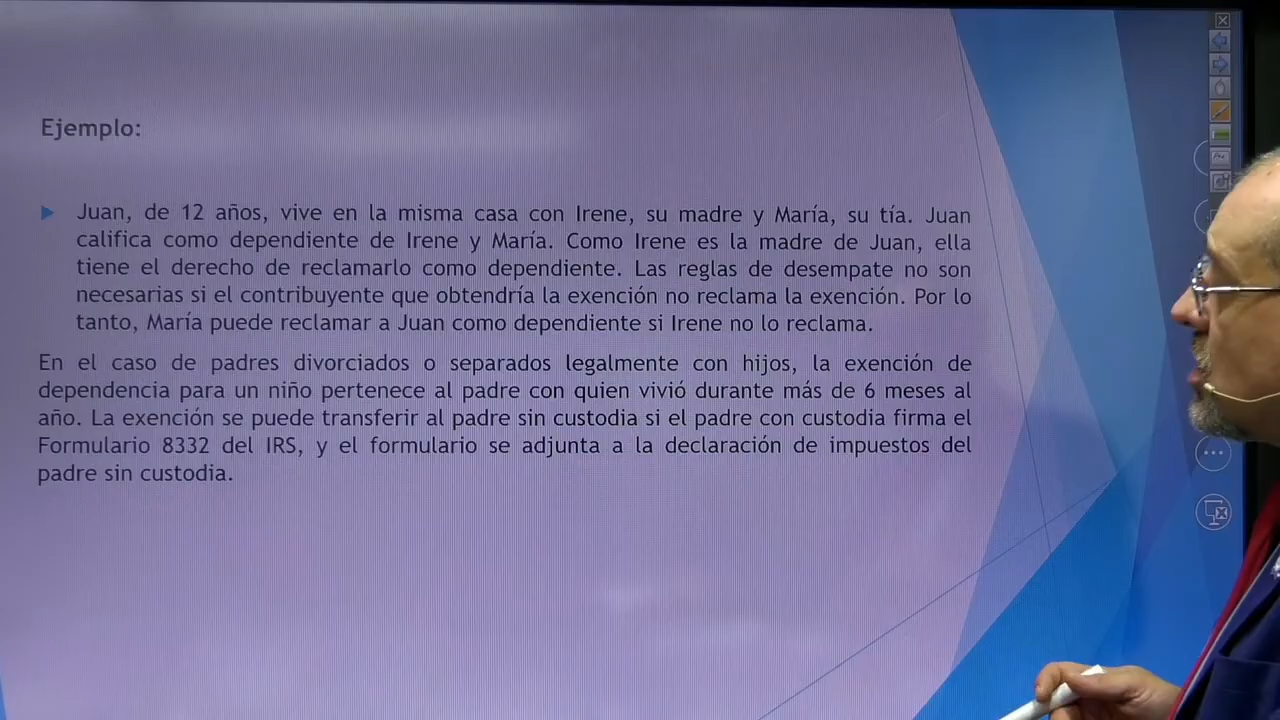 Ejemplo:
Juan, de 12 años, vive en la misma casa con Irene, su madre y María, su tía. Juan
califica como dependiente de Irene y María. Como Irene es la madre de Juan, ella
tiene el derecho de reclamarlo como dependiente. Las reglas de desempate no son
necesarias si el contribuyente que obtendría la exención no reclama la exención. Por lo
tanto, María puede reclamar a Juan como dependiente si Irene no lo reclama.
En el caso de padres divorciados o separados legalmente con hijos, la exención de
dependencia para un niño pertenece al padre con quien vivió durante más de 6 meses al
año. La exención se puede transferir al padre sin custodia si el padre con custodia firma el
Formulario 8332 del IRS, y el formulario se adjunta a la declaración de impuestos del
padre sin custodia.